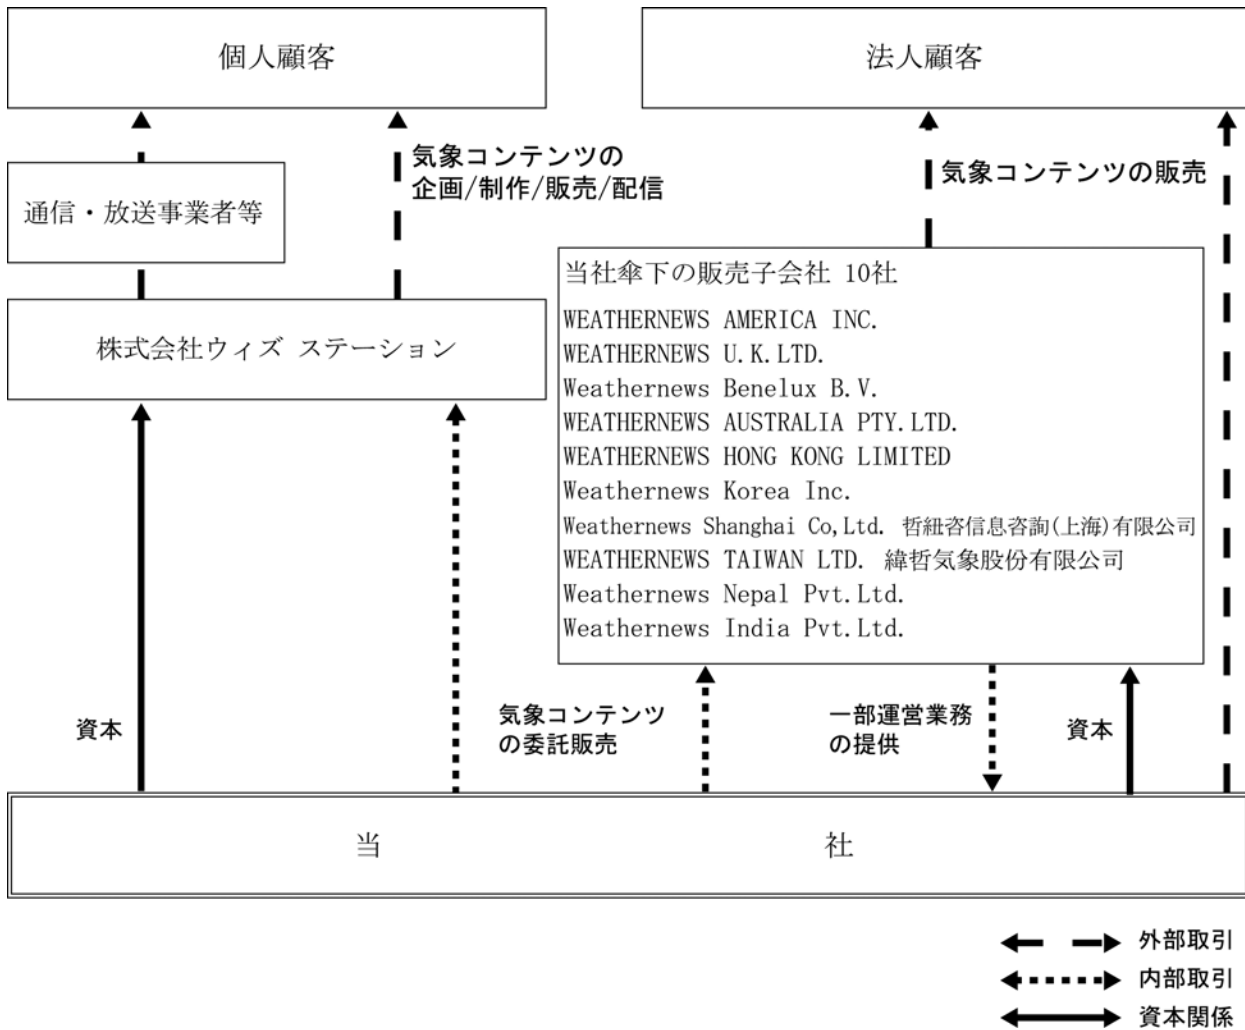 個人顧客
法人顧客
気象コンテンツの
企画/制作/販売/配信
気象コンテンツの販売
通信・放送事業者等
株式会社ウィズ ステーション
当社傘下の販売子会社 10社
WEATHERNEWS AMERICA INC.
WEATHERNEWS U.K.LTD.
Weathernews Benelux B.V.
WEATHERNEWS AUSTRALIA PTY.LTD.
WEATHERNEWS HONG KONG LIMITED
Weathernews Korea Inc.
Weathernews Shanghai Co,Ltd. 哲紐咨信息咨詢(上海)有限公司
WEATHERNEWS TAIWAN LTD. 緯哲気象股份有限公司
Weathernews Nepal Pvt.Ltd.
Weathernews India Pvt.Ltd.
資本
気象コンテンツ
の委託販売
一部運営業務
の提供
資本
当 社
外部取引
内部取引
資本関係